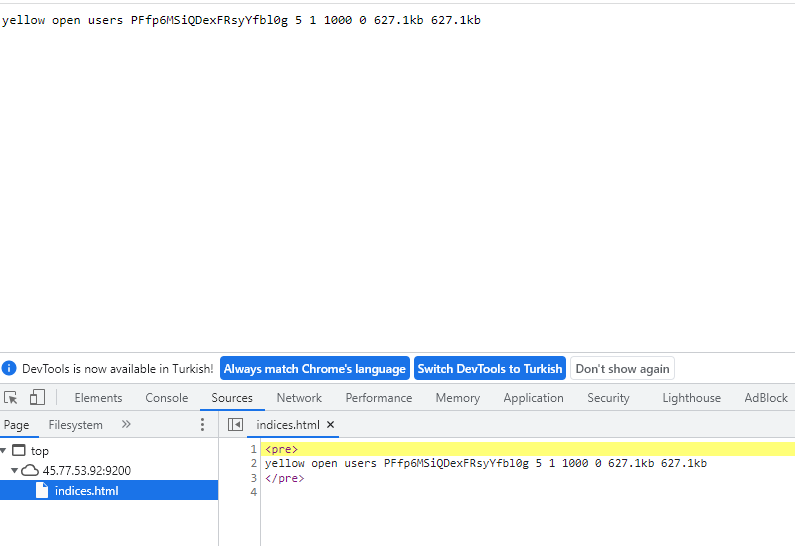 yellow open users PFfp6MSiQDexFRsyYfbl0g 5 1 1000 0 627.1kb 627.1kb
DevTools is now available in Turkish! Always match Chrome's language Switch DevTools to Turkish Don't show again
Elements Console Sources Network Performance Memory Application Security Lighthouse AdBlock
Page Filesystem » indices.html ×
top
45.77.53.92:9200
indices.html
1 <pre>
2 yellow open users PFfp6MSiQDexFRsyYfbl0g 5 1 1000 0 627.1kb 627.1kb
3 </pre>
4